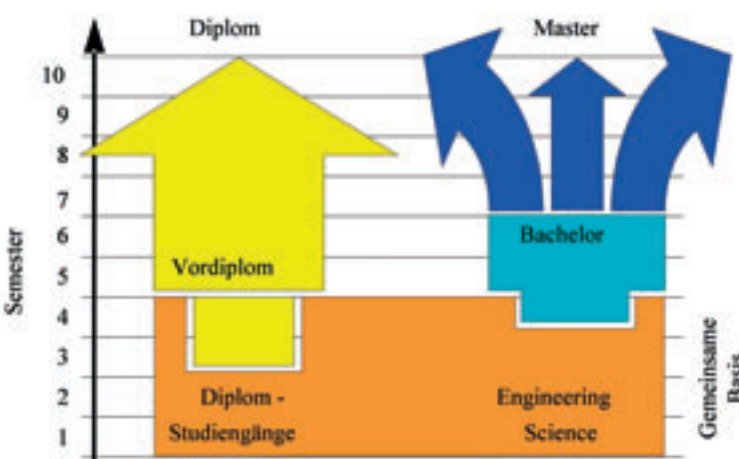 Diplom
Master
10
9
8
7
6
5
4
3
2
1
Semester
Bachelor
Vordiplom
Diplom -
Studiengänge
Engineering
Science
Gemeinsame
Basis